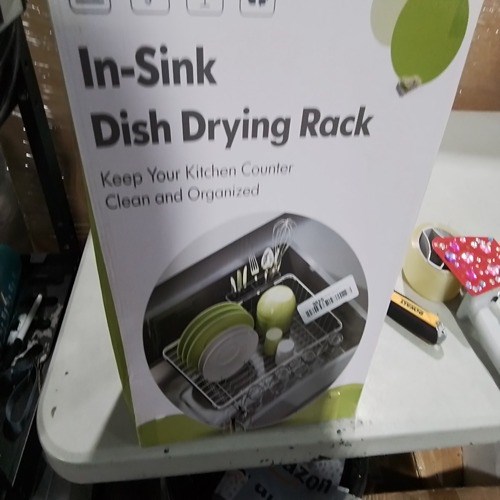 In-Sink
Dish Drying Rack
Keep Your Kitchen Counter
Clean and Organized